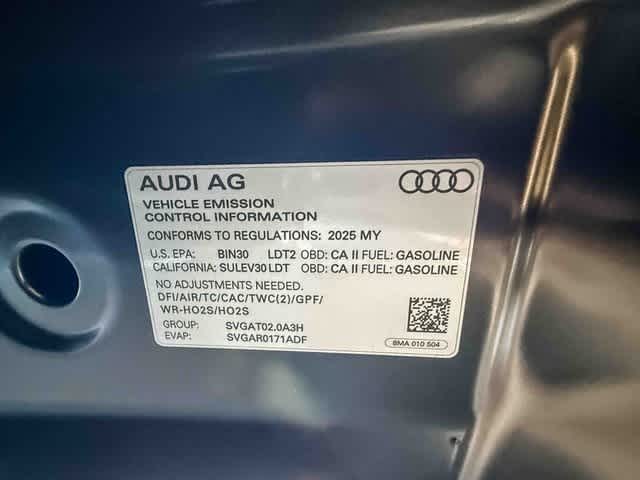 AUDI AG
VEHICLE EMISSION
CONTROL INFORMATION
CONFORMS TO REGULATIONS: 2025 MY
U.S. EPA: BIN30 LDT2 OBD: CA II FUEL: GASOLINE
CALIFORNIA: SULEV30 LDT OBD: CA II FUEL: GASOLINE
NO ADJUSTMENTS NEEDED.
DFI/AIR/TC/CAC/TWC(2)/GPF/
WR-HO2S/HO2S
GROUP: SVGAT02.0A3H
EVAP: SVGAR0171ADF
8MA 010 504